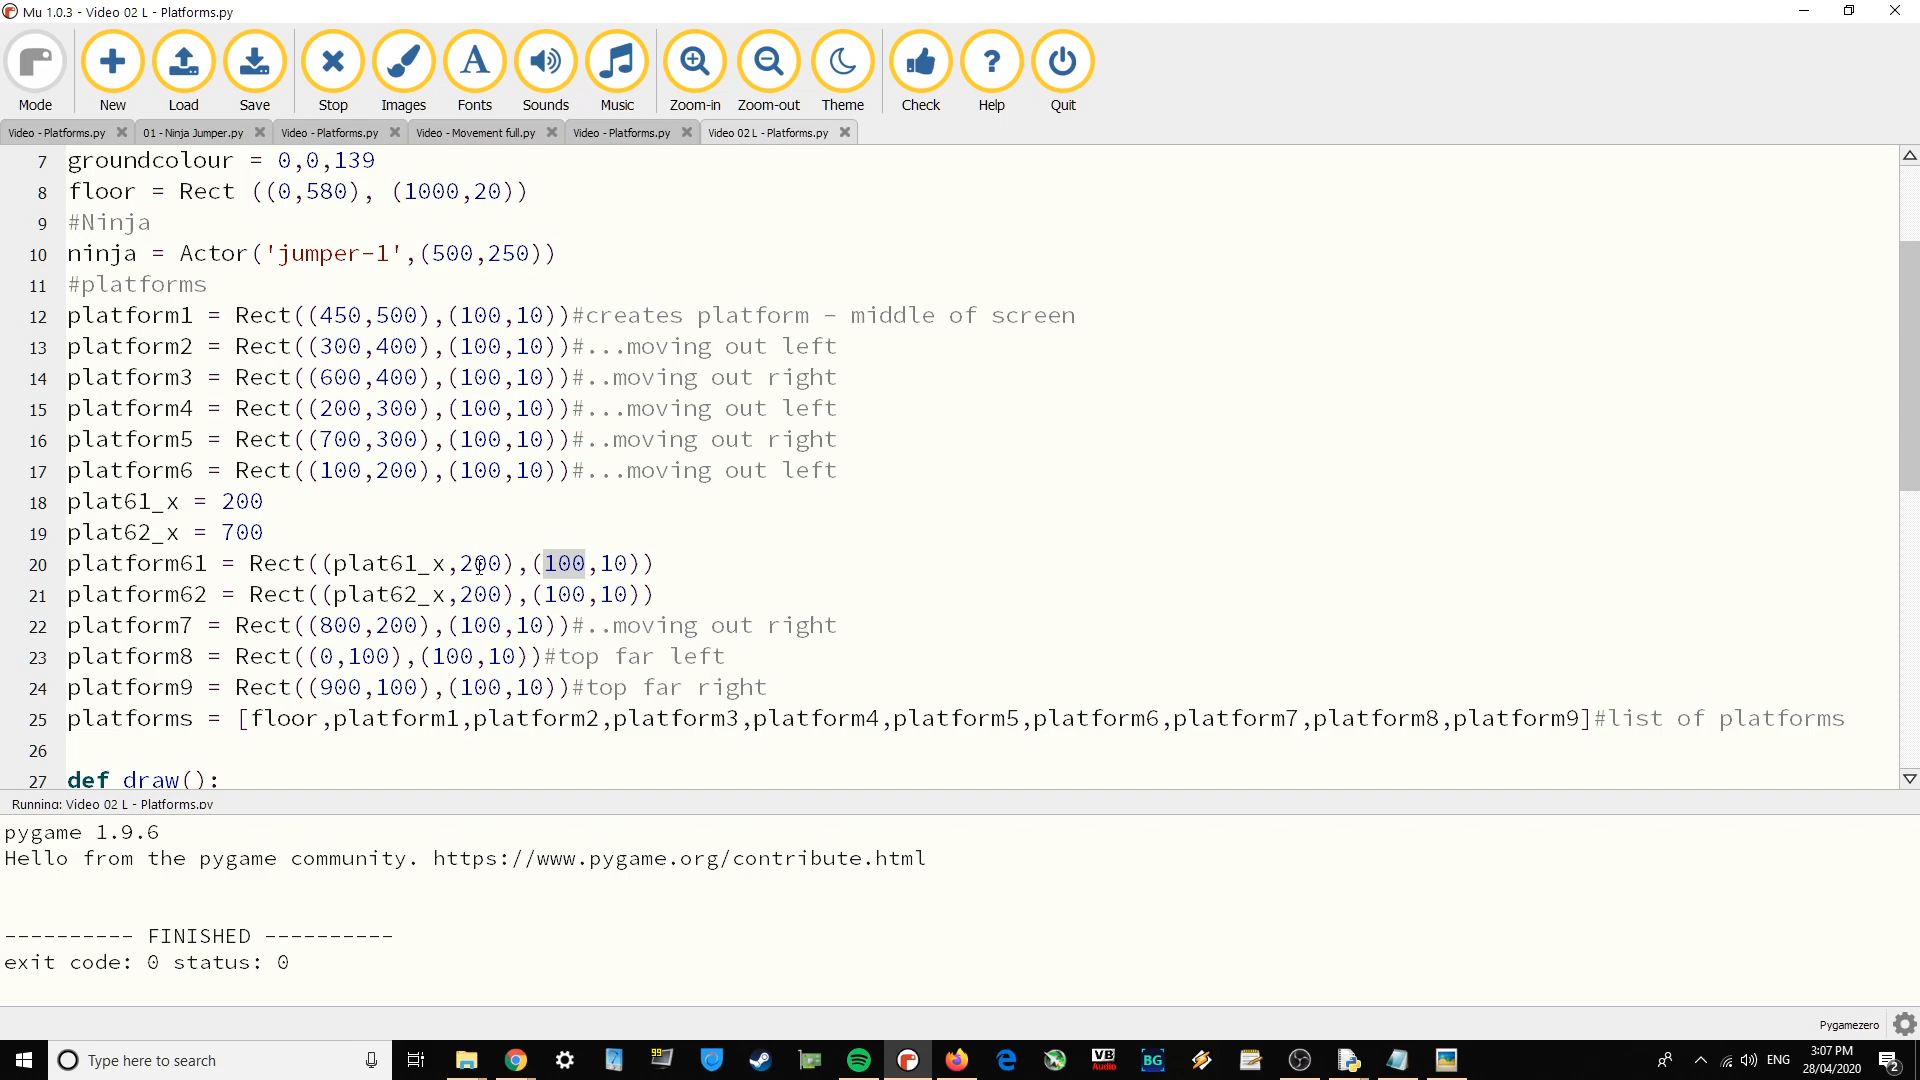 Mu 1.0.3 - Video 02 L - Platforms.py
Mode New Load Save Stop Images Fonts Sounds Music Zoom-in Zoom-out Theme Check Help Quit
Video - Platforms.py 01 - Ninja Jumper.py Video - Platforms.py Video - Movement full.py Video - Platforms.py Video 02 L - Platforms.py
7 groundcolour = 0,0,139
8 floor = Rect ((0,580), (1000,20))
9 #Ninja
10 ninja = Actor('jumper-1',(500,250))
11 #platforms
12 platform1 = Rect((450,500),(100,10))#creates platform - middle of screen
13 platform2 = Rect((300,400),(100,10))#...moving out left
14 platform3 = Rect((600,400),(100,10))#..moving out right
15 platform4 = Rect((200,300),(100,10))#...moving out left
16 platform5 = Rect((700,300),(100,10))#..moving out right
17 platform6 = Rect((100,200),(100,10))#...moving out left
18 plat61_x = 200
19 plat62_x = 700
20 platform61 = Rect((plat61_x,200),(100,10))
21 platform62 = Rect((plat62_x,200),(100,10))
22 platform7 = Rect((800,200),(100,10))#..moving out right
23 platform8 = Rect((0,100),(100,10))#top far left
24 platform9 = Rect((900,100),(100,10))#top far right
25 platforms = [floor,platform1,platform2,platform3,platform4,platform5,platform6,platform7,platform8,platform9]#list of platforms
26
27 def draw():
Running: Video 02 L - Platforms.py
pygame 1.9.6
Hello from the pygame community. https://www.pygame.org/contribute.html
---------- FINISHED ----------
exit code: 0 status: 0
Pygamezero
Type here to search
99
VB Audio
BG
ENG
3:07 PM
28/04/2020
2